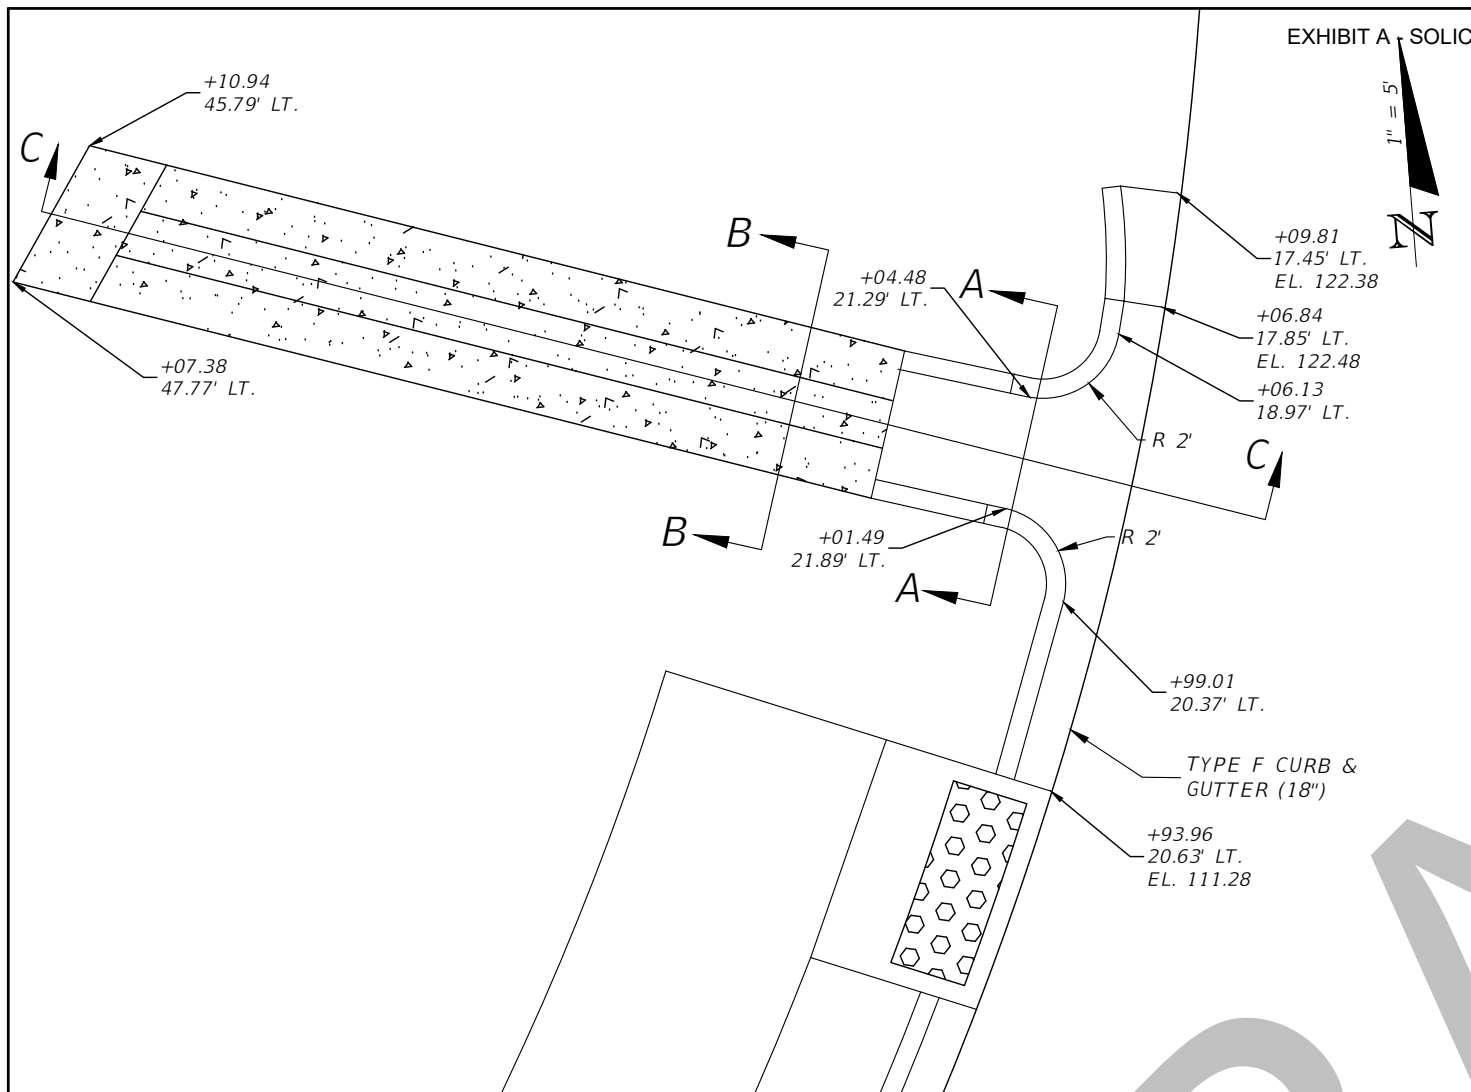 EXHIBIT A - SOLIC
1" = 5'
N
+10.94
45.79' LT.
C
B
+04.48
21.29' LT.
A
+09.81
17.45' LT.
EL. 122.38
+06.84
17.85' LT.
EL. 122.48
+07.38
47.77' LT.
+06.13
18.97' LT.
R 2'
C
B
+01.49
21.89' LT.
R 2'
A
+99.01
20.37' LT.
TYPE F CURB &
GUTTER (18")
+93.96
20.63' LT.
EL. 111.28